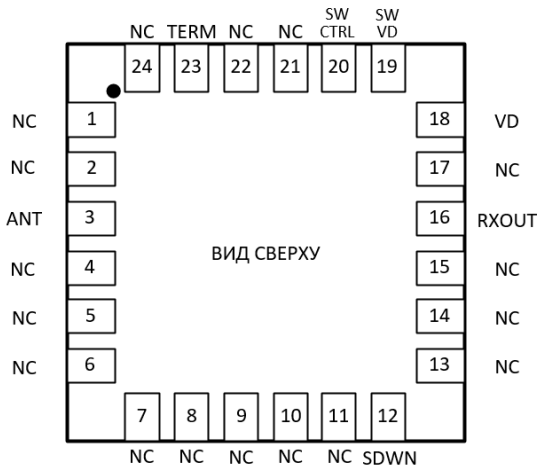 SW SW
NC TERM NC NC CTRL VD
24 23 22 21 20 19
NC 1 18 VD
NC 2 17 NC
ANT 3 16 RXOUT
ВИД СВЕРХУ
NC 4 15 NC
NC 5 14 NC
NC 6 13 NC
7 8 9 10 11 12
NC NC NC NC NC SDWN